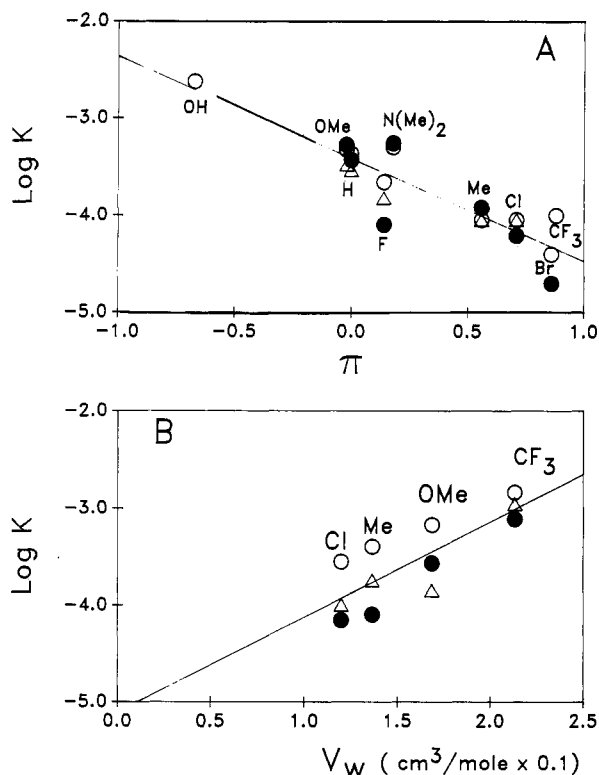 A
Log K
-2.0
-3.0
-4.0
-5.0
OH
OMe
N(Me)2
H
F
Me
Cl
CF3
Br
-1.0 -0.5 0.0 0.5 1.0
π
B
Log K
-2.0
-3.0
-4.0
-5.0
Cl
Me
OMe
CF3
0.0 0.5 1.0 1.5 2.0 2.5
Vw ( cm³/mole x 0.1)